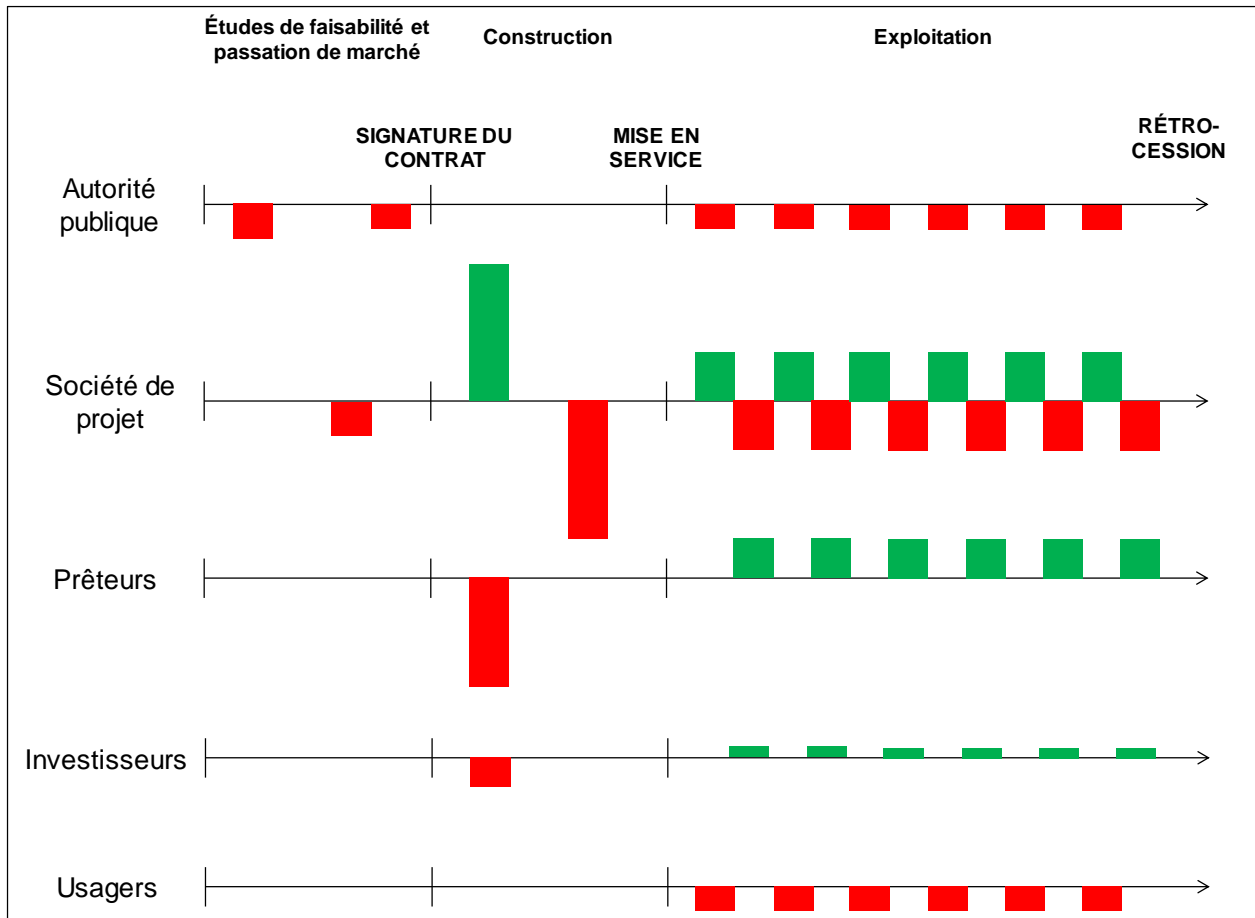 Études de faisabilité et
passation de marché
Construction
Exploitation
SIGNATURE DU
CONTRAT
MISE EN
SERVICE
RÉTRO-
CESSION
Autorité
publique
Société de
projet
Prêteurs
Investisseurs
Usagers